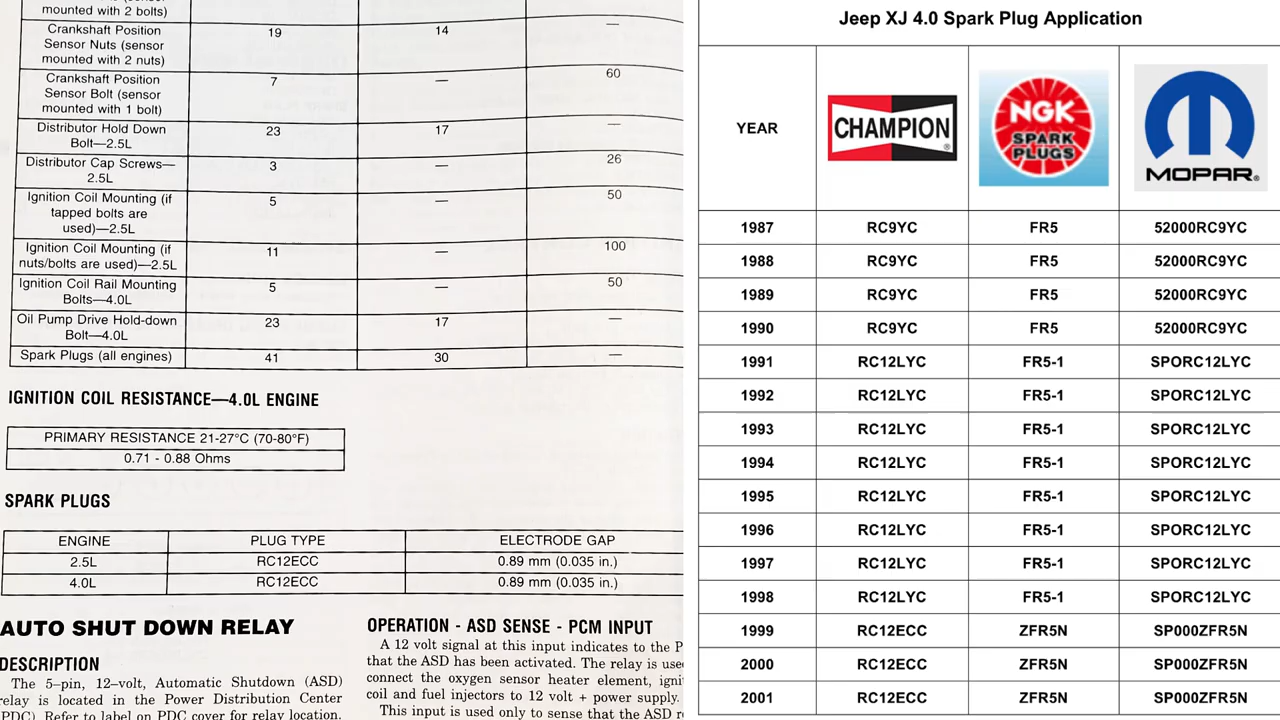 mounted with 2 bolts)
Crankshaft Position
Sensor Nuts (sensor
mounted with 2 nuts)
19 14 —
Crankshaft Position
Sensor Bolt (sensor
mounted with 1 bolt)
7 — 60
Distributor Hold Down
Bolt—2.5L
23 17 —
Distributor Cap Screws—
2.5L
3 — 26
Ignition Coil Mounting (if
tapped bolts are
used)—2.5L
5 — 50
Ignition Coil Mounting (if
nuts/bolts are used)—2.5L
11 — 100
Ignition Coil Rail Mounting
Bolts—4.0L
5 — 50
Oil Pump Drive Hold-down
Bolt—4.0L
23 17 —
Spark Plugs (all engines) 41 30 —
IGNITION COIL RESISTANCE—4.0L ENGINE
PRIMARY RESISTANCE 21-27°C (70-80°F)
0.71 - 0.88 Ohms
SPARK PLUGS
ENGINE PLUG TYPE ELECTRODE GAP
2.5L RC12ECC 0.89 mm (0.035 in.)
4.0L RC12ECC 0.89 mm (0.035 in.)
AUTO SHUT DOWN RELAY
DESCRIPTION
The 5–pin, 12–volt, Automatic Shutdown (ASD)
relay is located in the Power Distribution Center
PDC). Refer to label on PDC cover for relay location.
OPERATION - ASD SENSE - PCM INPUT
A 12 volt signal at this input indicates to the P
that the ASD has been activated. The relay is used
connect the oxygen sensor heater element, ignit
coil and fuel injectors to 12 volt + power supply.
This input is used only to sense that the ASD r
Jeep XJ 4.0 Spark Plug Application
YEAR CHAMPION® NGK SPARK PLUGS MOPAR®
1987 RC9YC FR5 52000RC9YC
1988 RC9YC FR5 52000RC9YC
1989 RC9YC FR5 52000RC9YC
1990 RC9YC FR5 52000RC9YC
1991 RC12LYC FR5-1 SPORC12LYC
1992 RC12LYC FR5-1 SPORC12LYC
1993 RC12LYC FR5-1 SPORC12LYC
1994 RC12LYC FR5-1 SPORC12LYC
1995 RC12LYC FR5-1 SPORC12LYC
1996 RC12LYC FR5-1 SPORC12LYC
1997 RC12LYC FR5-1 SPORC12LYC
1998 RC12LYC FR5-1 SPORC12LYC
1999 RC12ECC ZFR5N SP000ZFR5N
2000 RC12ECC ZFR5N SP000ZFR5N
2001 RC12ECC ZFR5N SP000ZFR5N